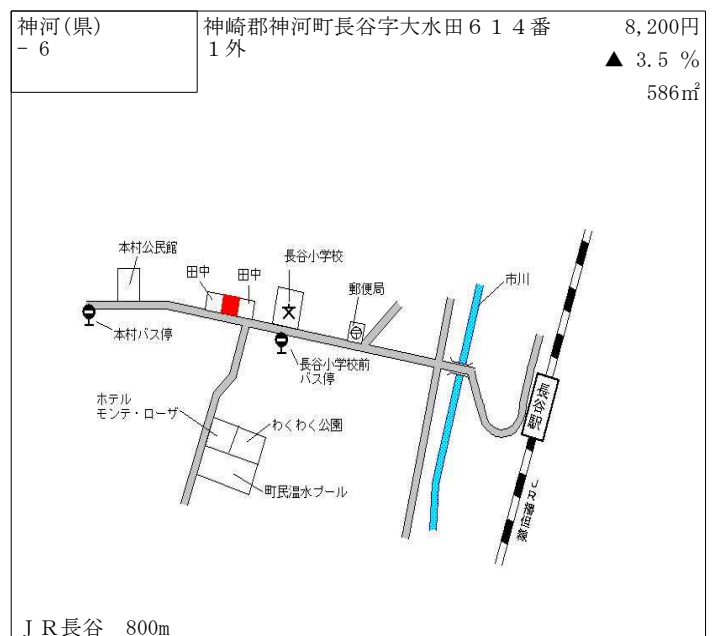 神河(県)
－６
神崎郡神河町長谷字大水田６１４番
１外
8,200円
▲ 3.5 %
586㎡
本村公民館
田中
田中
長谷小学校
郵便局
市川
本村バス停
長谷小学校前
バス停
長谷駅
ホテル
モンテ・ローザ
わくわく公園
町民温水プール
ＪＲ播但線
ＪＲ長谷　800m